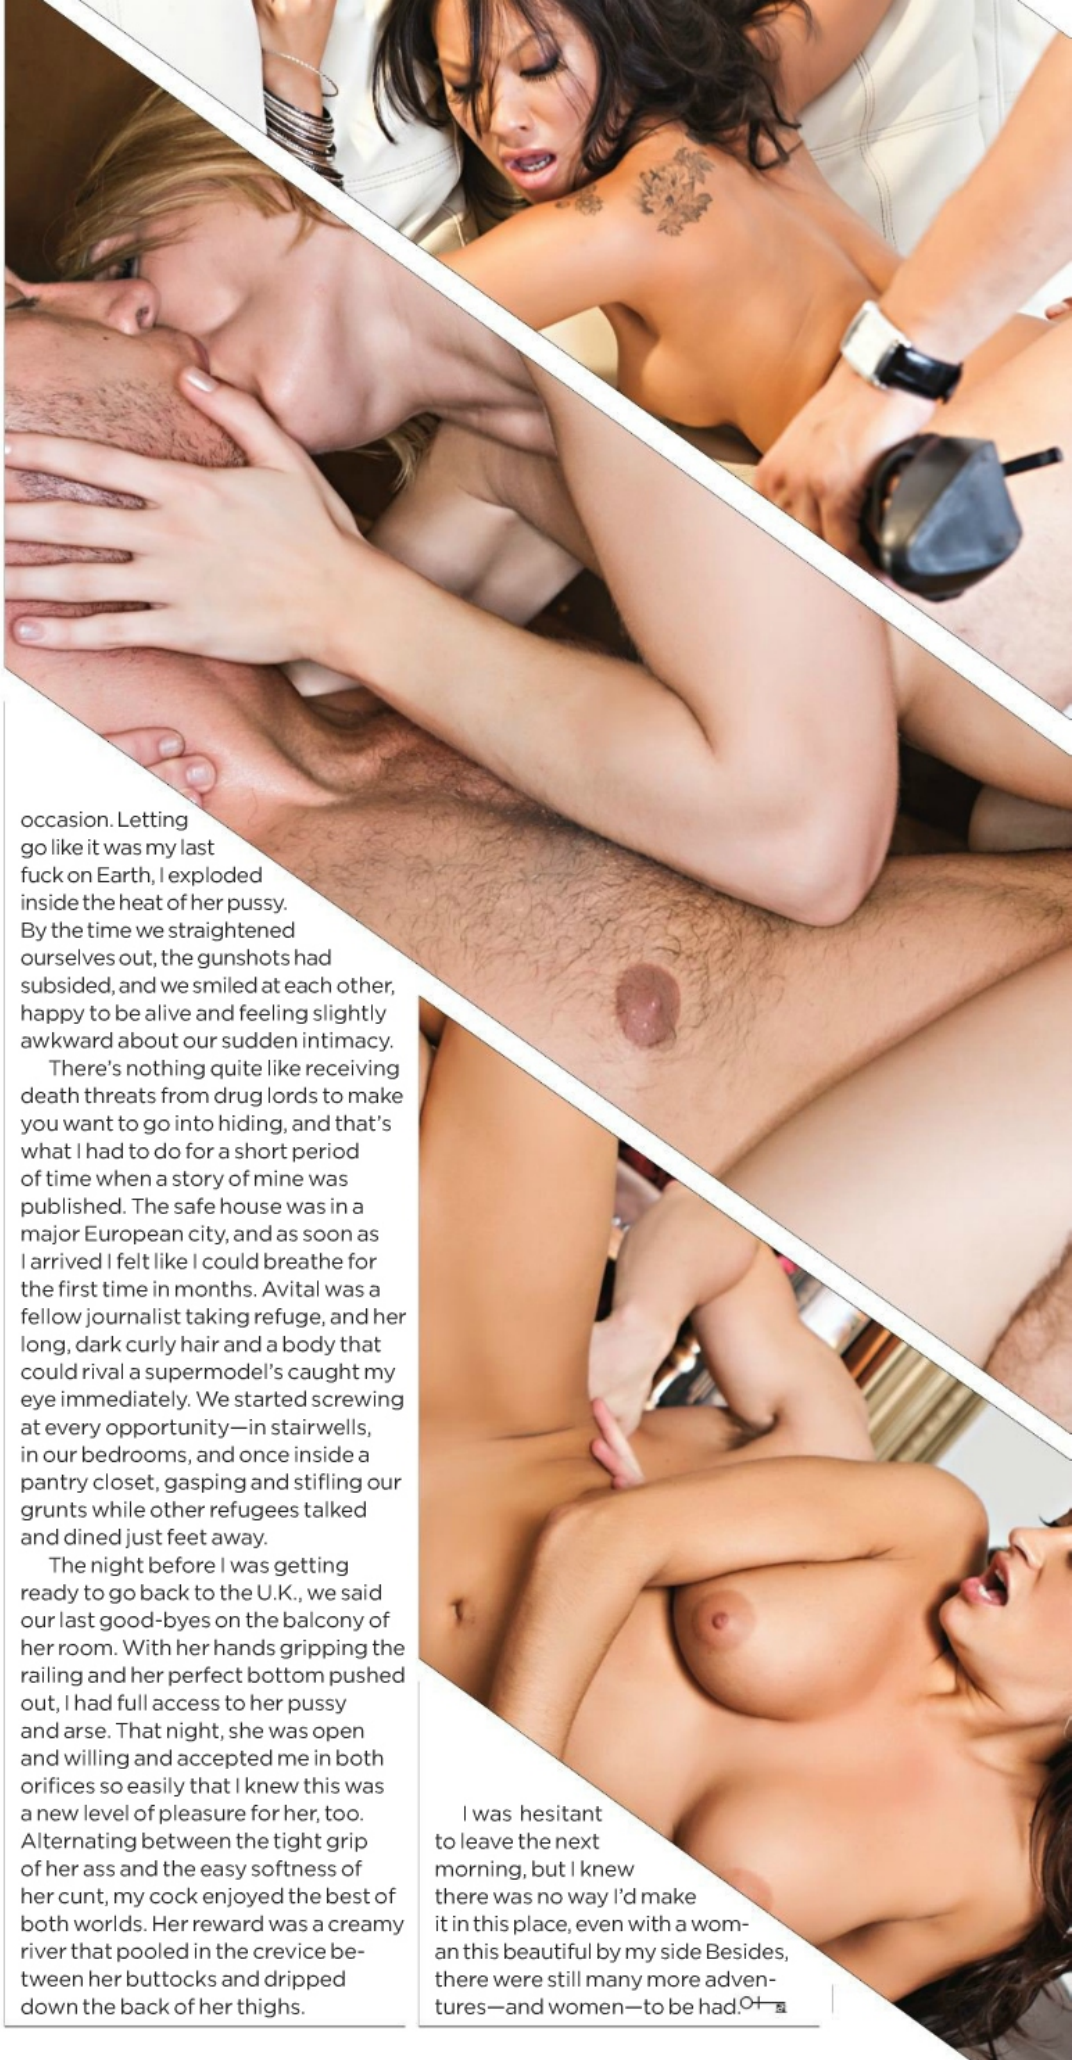 occasion. Letting
go like it was my last
fuck on Earth, I exploded
inside the heat of her pussy.
By the time we straightened
ourselves out, the gunshots had
subsided, and we smiled at each other,
happy to be alive and feeling slightly
awkward about our sudden intimacy.
There's nothing quite like receiving
death threats from drug lords to make
you want to go into hiding, and that's
what I had to do for a short period
of time when a story of mine was
published. The safe house was in a
major European city, and as soon as
I arrived I felt like I could breathe for
the first time in months. Avital was a
fellow journalist taking refuge, and her
long, dark curly hair and a body that
could rival a supermodel's caught my
eye immediately. We started screwing
at every opportunity—in stairwells,
in our bedrooms, and once inside a
pantry closet, gasping and stifling our
grunts while other refugees talked
and dined just feet away.
The night before I was getting
ready to go back to the U.K., we said
our last good-byes on the balcony of
her room. With her hands gripping the
railing and her perfect bottom pushed
out, I had full access to her pussy
and arse. That night, she was open
and willing and accepted me in both
orifices so easily that I knew this was
a new level of pleasure for her, too.
Alternating between the tight grip
of her ass and the easy softness of
her cunt, my cock enjoyed the best of
both worlds. Her reward was a creamy
river that pooled in the crevice be-
tween her buttocks and dripped
down the back of her thighs.
I was hesitant
to leave the next
morning, but I knew
there was no way I'd make
it in this place, even with a wom-
an this beautiful by my side Besides,
there were still many more adven-
tures—and women—to be had.